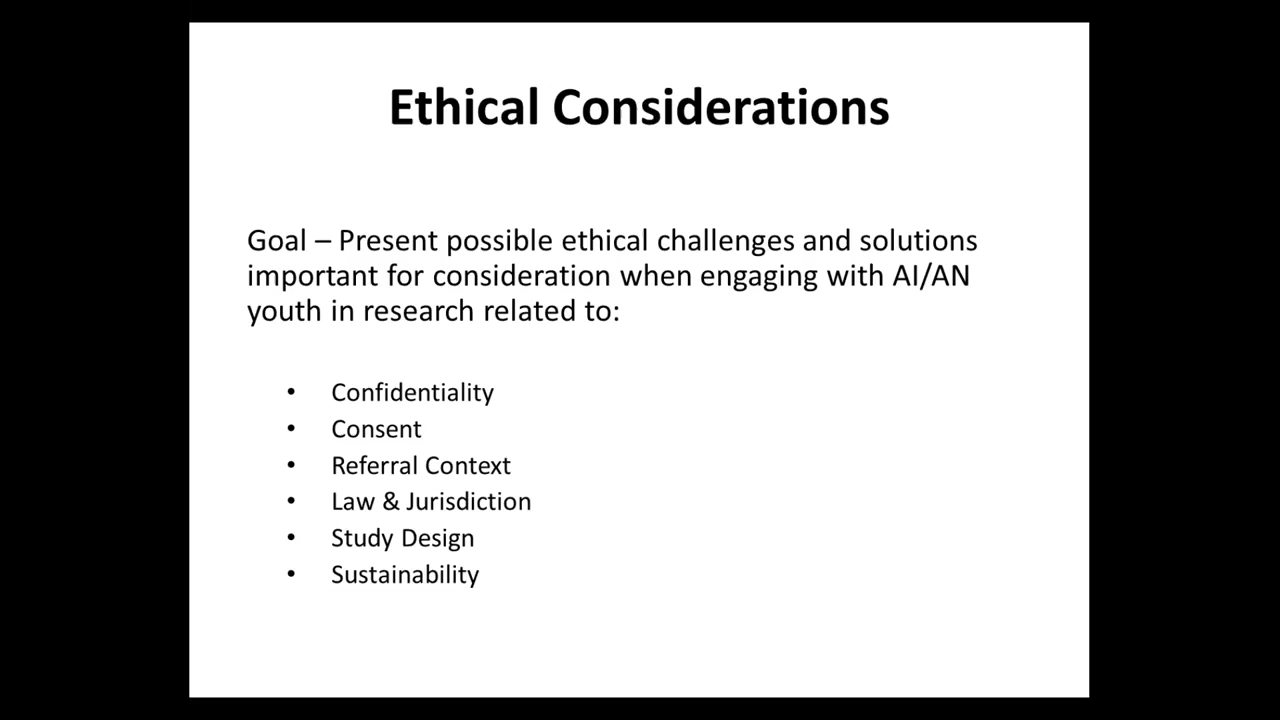 Ethical Considerations
Goal – Present possible ethical challenges and solutions
important for consideration when engaging with AI/AN
youth in research related to:
• Confidentiality
• Consent
• Referral Context
• Law & Jurisdiction
• Study Design
• Sustainability